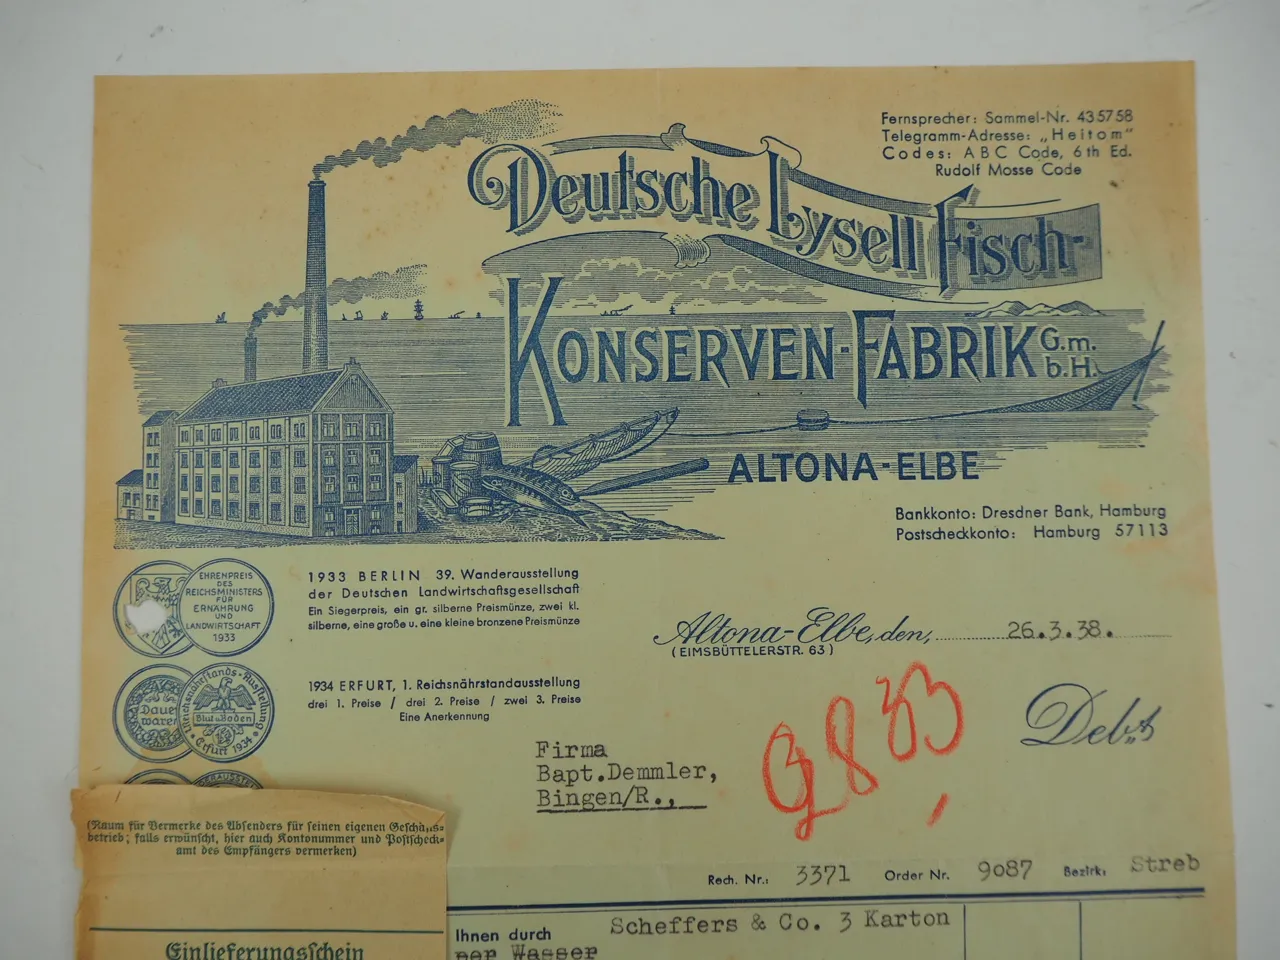 Fernsprecher: Sammel-Nr. 435758
Telegramm-Adresse: „Heitom"
Codes: ABC Code, 6th Ed.
Rudolf Mosse Code
Deutsche Lysell Fisch-
KONSERVEN-FABRIK G.m.b.H.
ALTONA-ELBE
Bankkonto: Dresdner Bank, Hamburg
Postscheckkonto: Hamburg 57113
EHRENPREIS
DES
REICHSMINISTERS
FÜR
ERNÄHRUNG
UND
LANDWIRTSCHAFT
1933
1933 BERLIN 39. Wanderausstellung
der Deutschen Landwirtschaftsgesellschaft
Ein Siegerpreis, ein gr. silberne Preismünze, zwei kl.
silberne, eine große u. eine kleine bronzene Preismünze
Altona-Elbe, den, 26.3.38.
(EIMSBÜTTELERSTR. 63)
Dauer
waren
Reichsnährstands-Ausstellung
Blut u. Boden
Erfurt 1934
1934 ERFURT, 1. Reichsnährstandausstellung
drei 1. Preise / drei 2. Preise / zwei 3. Preise
Eine Anerkennung
Firma
Bapt.Demmler,
Bingen/R.,
Rech. Nr.: 3371 Order Nr. 9087 Bezirk: Streb
(Raum für Vermerke des Absenders für seinen eigenen Geschäfts-
betrieb; falls erwünscht, hier auch Kontonummer und Postscheck-
amt des Empfängers vermerken)
Einlieferungsschein
Ihnen durch Scheffers & Co. 3 Karton
per Wasser